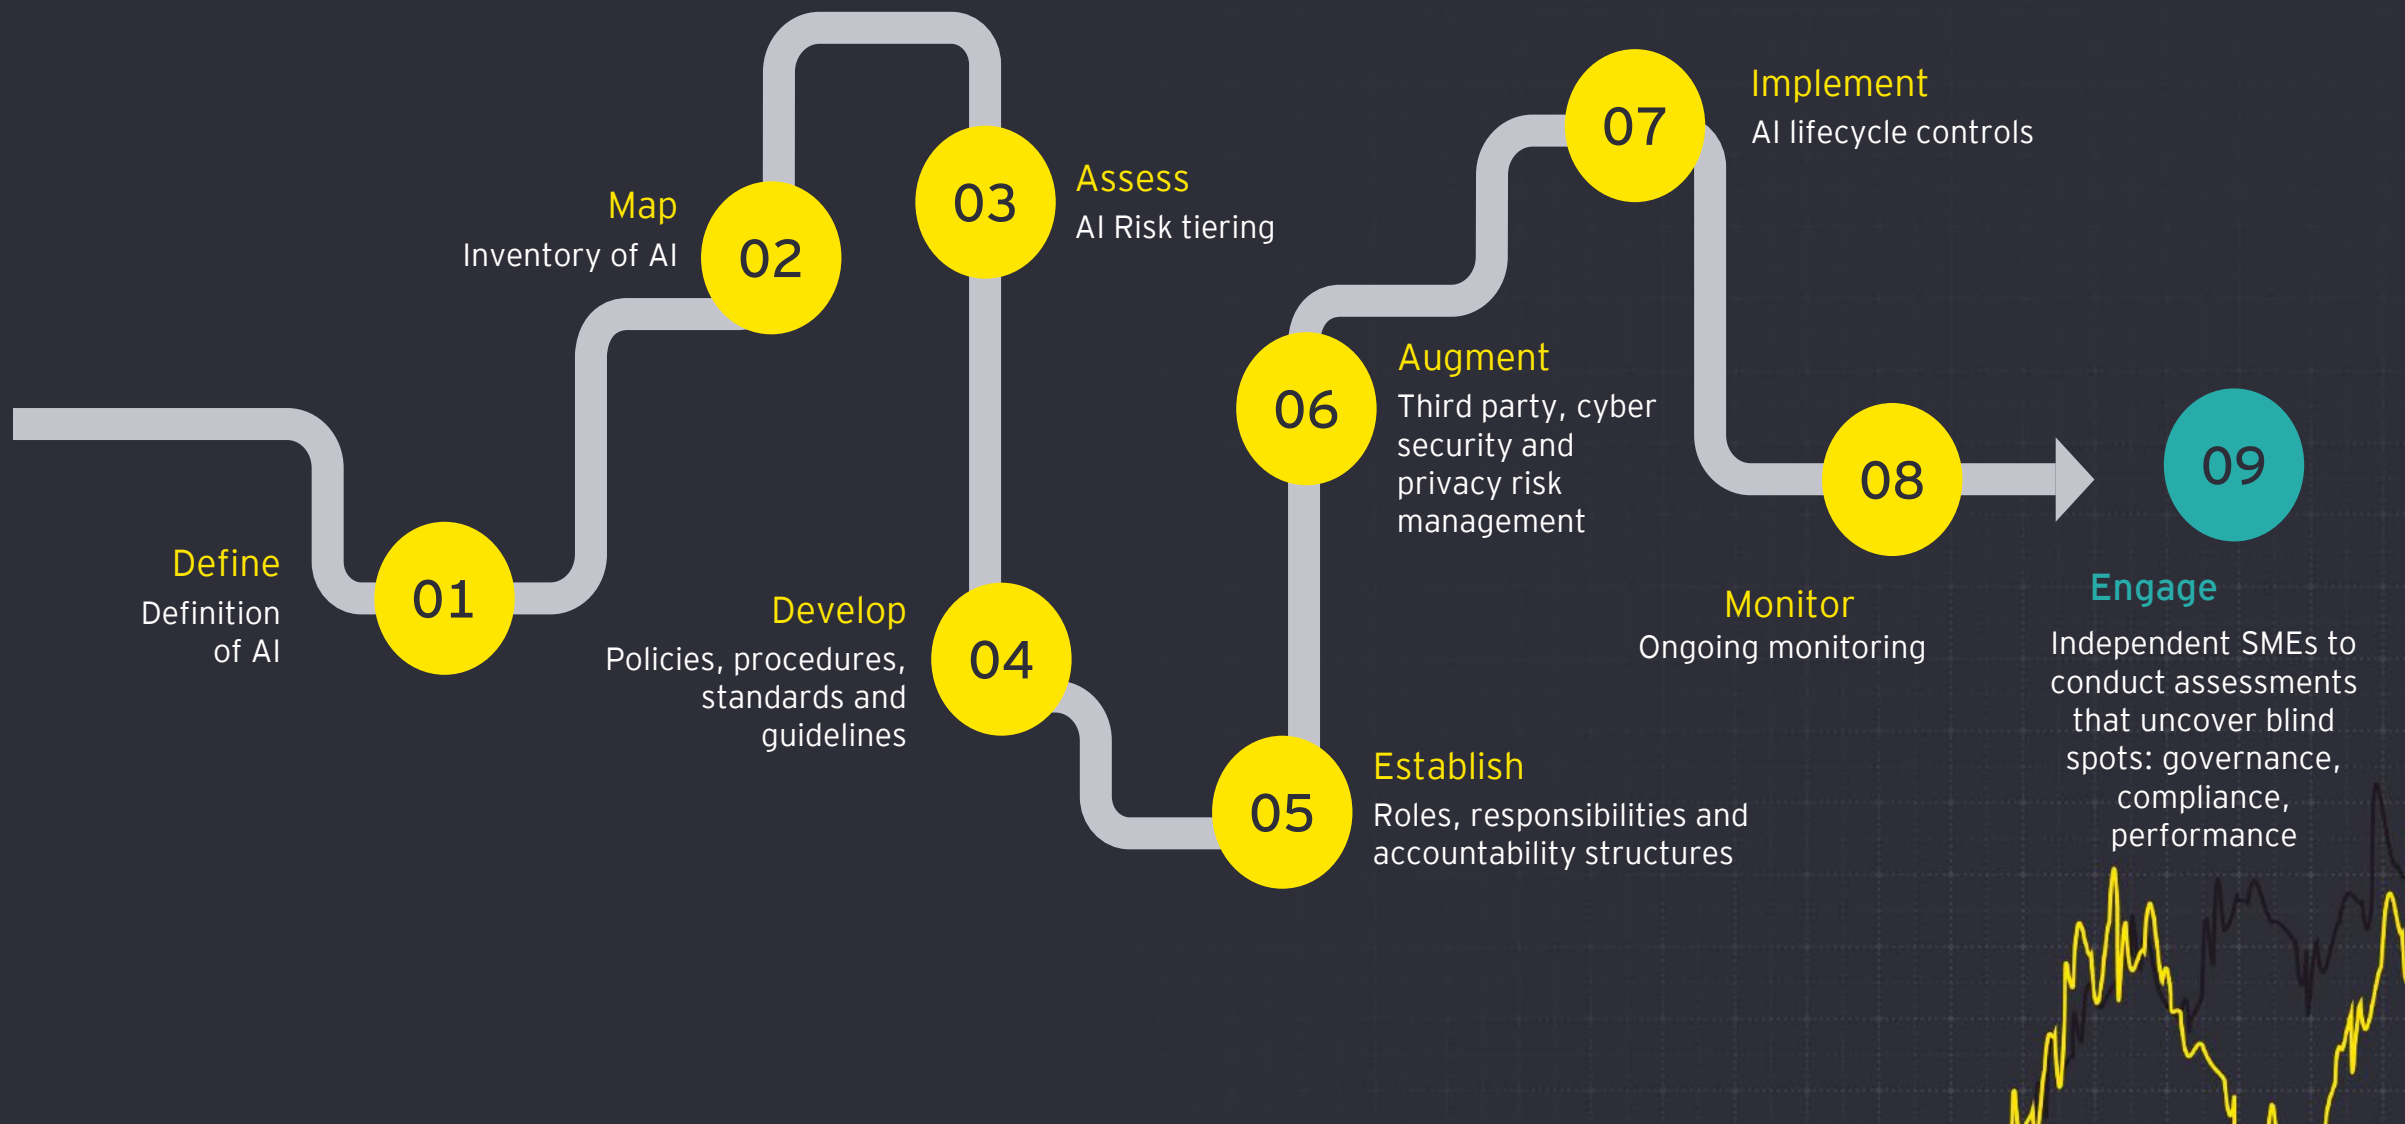 01
Define
Definition
of AI
02
Map
Inventory of AI
03
Assess
AI Risk tiering
04
Develop
Policies, procedures,
standards and
guidelines
05
Establish
Roles, responsibilities and
accountability structures
06
Augment
Third party, cyber
security and
privacy risk
management
07
Implement
AI lifecycle controls
08
Monitor
Ongoing monitoring
09
Engage
Independent SMEs to
conduct assessments
that uncover blind
spots: governance,
compliance,
performance